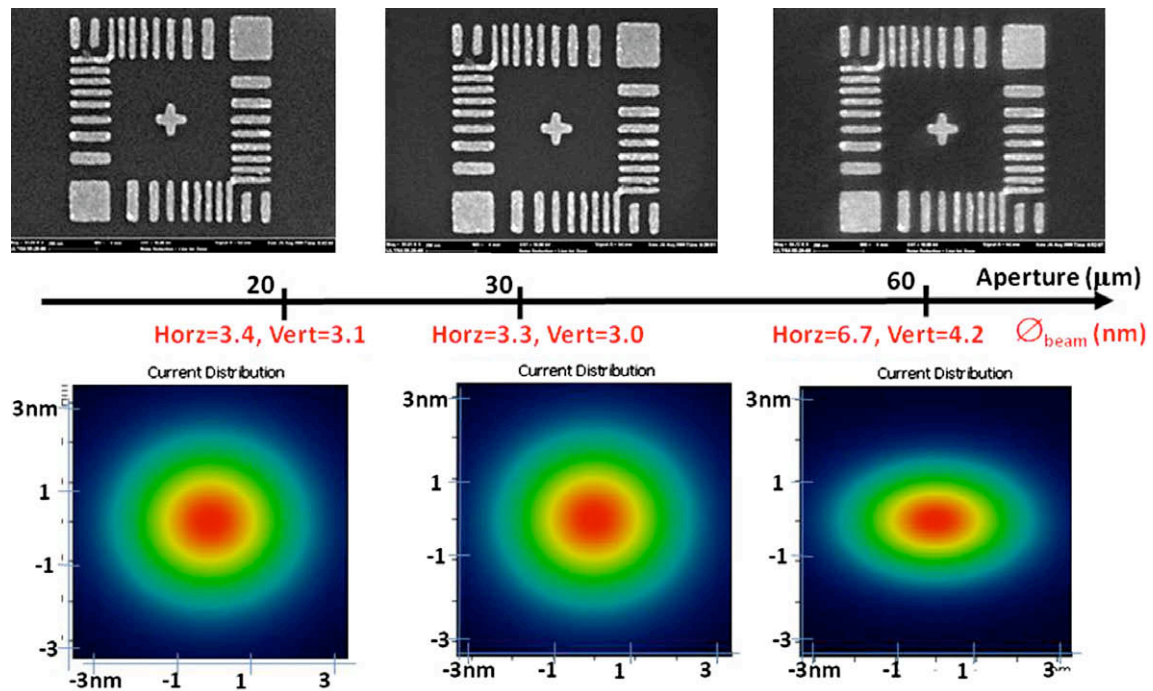 20
30
60
Aperture (μm)
Horz=3.4, Vert=3.1
Horz=3.3, Vert=3.0
Horz=6.7, Vert=4.2
∅beam (nm)
Current Distribution
Current Distribution
Current Distribution
3nm
1
-1
-3
-3nm
-1
1
3
3nm
1
-1
-3
-3nm
-1
1
3
3nm
1
-1
-3
-3nm
-1
1
3